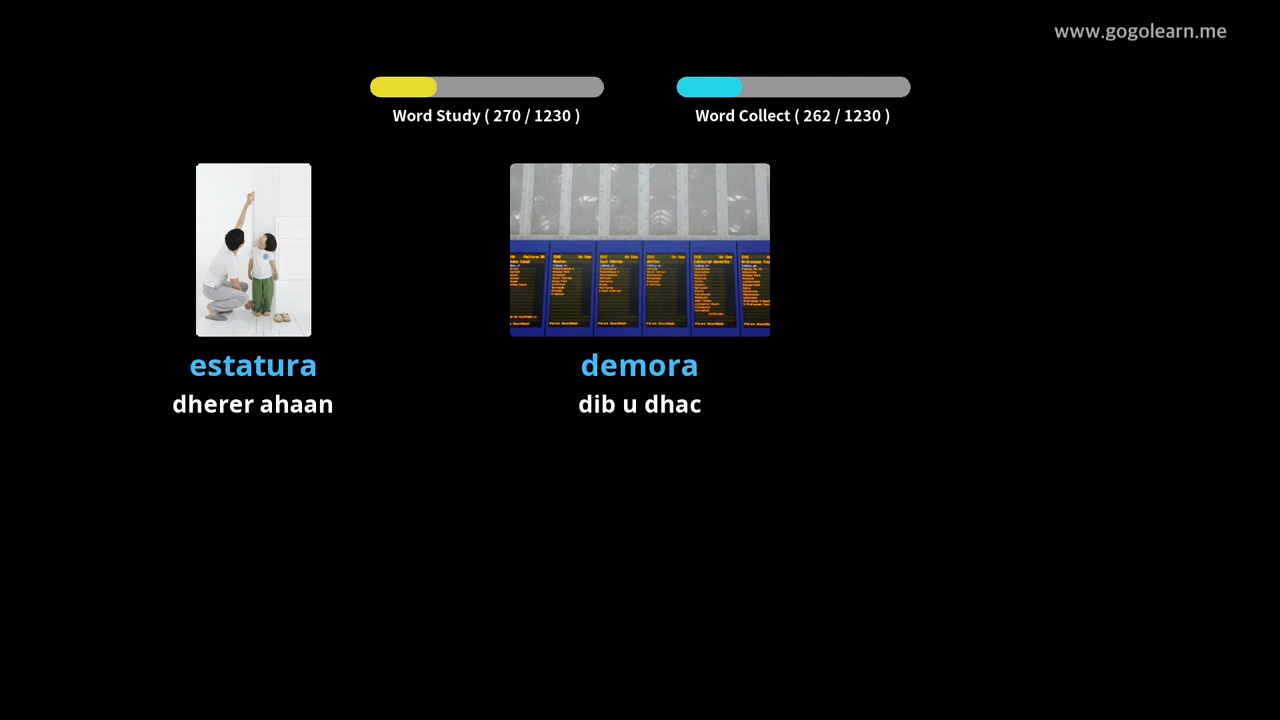 www.gogolearn.me
Word Study ( 270 / 1230 )
Word Collect ( 262 / 1230 )
estatura
demora
dherer ahaan
dib u dhac